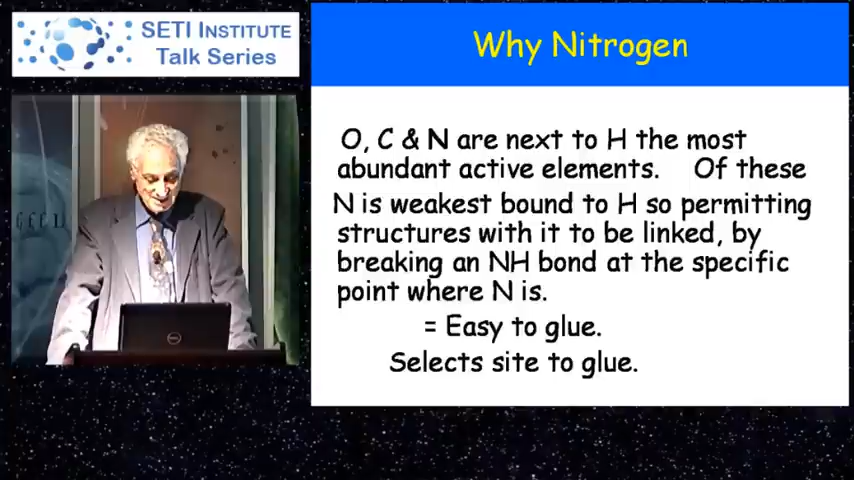 SETI INSTITUTE
Talk Series
Why Nitrogen
O, C & N are next to H the most
abundant active elements. Of these
N is weakest bound to H so permitting
structures with it to be linked, by
breaking an NH bond at the specific
point where N is.
= Easy to glue.
Selects site to glue.